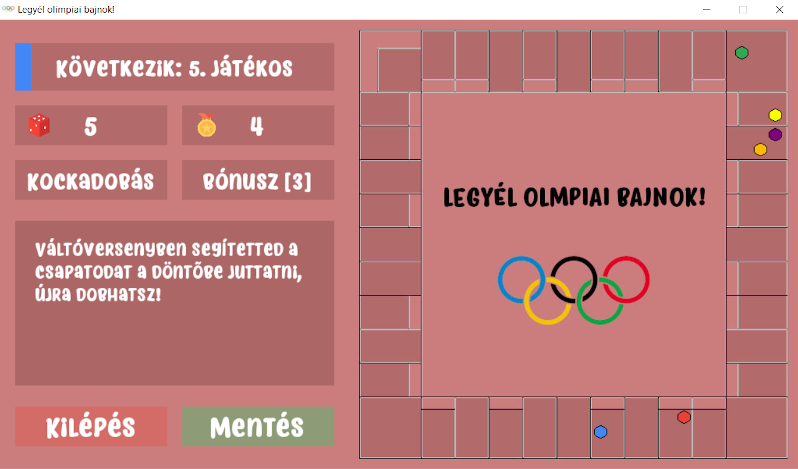 Legyél olimpiai bajnok!
KÖVETKEZIK: 5. JÁTÉKOS
5
4
KOCKADOBÁS
BÓNUSZ [3]
VÁLTÓVERSENYBEN SEGÍTETTED A
CSAPATODAT A DÖNTŐBE JUTTATNI,
ÚJRA DOBHATSZ!
KILÉPÉS
MENTÉS
LEGYÉL OLMPIAI BAJNOK!